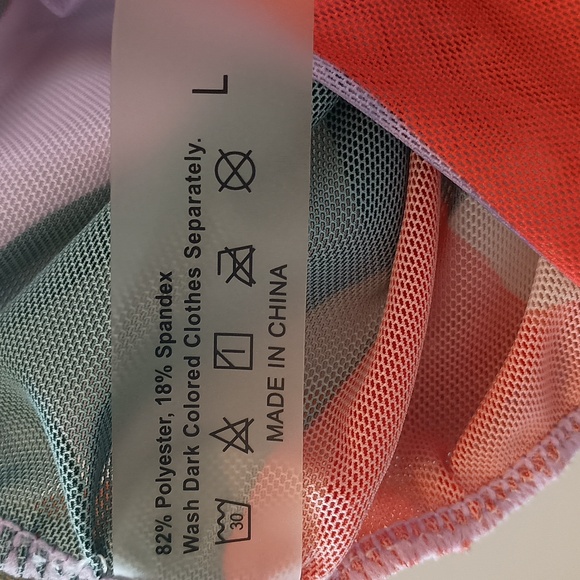 82% Polyester, 18% Spandex
Wash Dark Colored Clothes Separately.
L
30
MADE IN CHINA